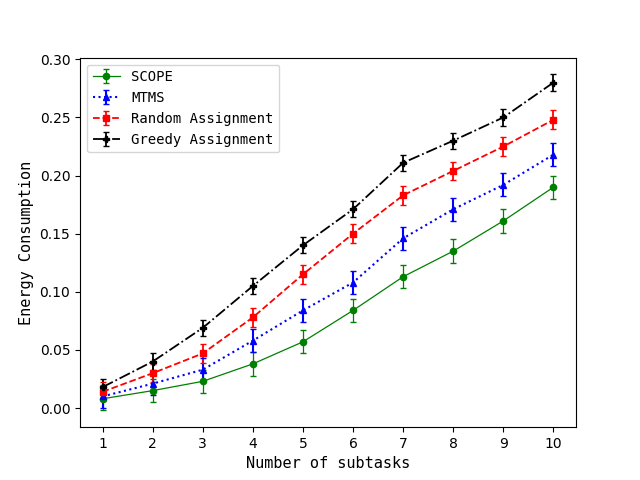 0.30
0.25
0.20
0.15
0.10
0.05
0.00
Energy Consumption
SCOPE
MTMS
Random Assignment
Greedy Assignment
1 2 3 4 5 6 7 8 9 10
Number of subtasks